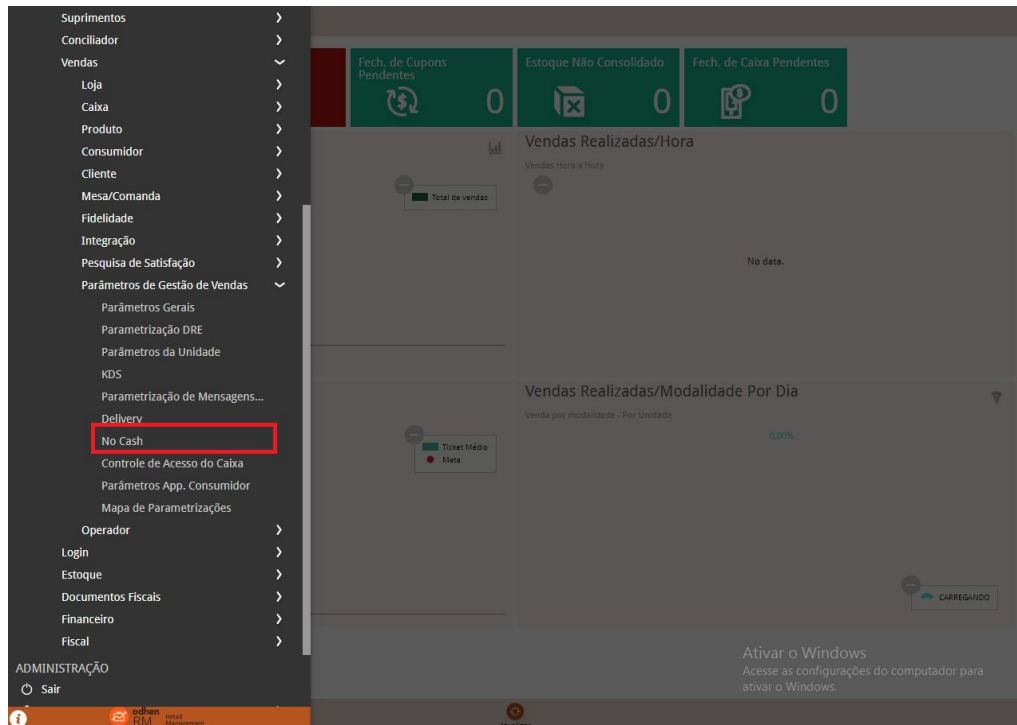 Suprimentos
Conciliador
Vendas
Loja
Caixa
Produto
Consumidor
Cliente
Mesa/Comanda
Fidelidade
Integração
Pesquisa de Satisfação
Parâmetros de Gestão de Vendas
Parâmetros Gerais
Parametrização DRE
Parâmetros da Unidade
KDS
Parametrização de Mensagens...
Delivery
No Cash
Controle de Acesso do Caixa
Parâmetros App. Consumidor
Mapa de Parametrizações
Operador
Login
Estoque
Documentos Fiscais
Financeiro
Fiscal
ADMINISTRAÇÃO
Sair
odhen
RM Retail
Management
Fech. de Cupons
Pendentes
0
Estoque Não Consolidado
0
Fech. de Caixa Pendentes
0
Total de vendas
Vendas Realizadas/Hora
Vendas Hora a Hora
No data.
Ticket Médio
Meta
Vendas Realizadas/Modalidade Por Dia
Venda por modalidade - Por Unidade
0,00%
CARREGANDO
Ativar o Windows
Acesse as configurações do computador para
ativar o Windows.